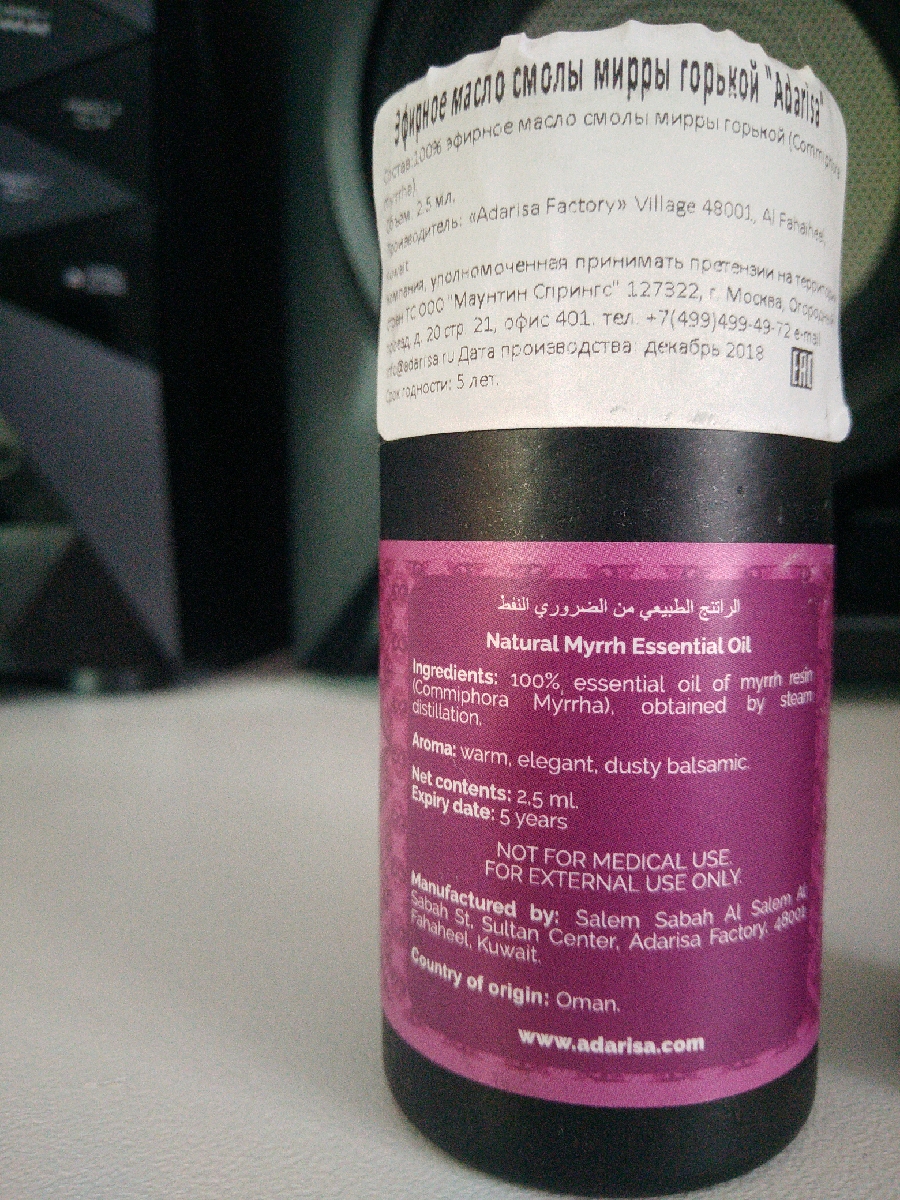 Эфирное масло смолы мирры горькой "Adarisa"
Состав:100% эфирное масло смолы мирры горькой (Commiphora
Myrrha).
Объем: 2.5 мл.
Производитель: «Adarisa Factory» Village 48001, Al Fahaheel,
Kuwait
Компания, уполномоченная принимать претензии на территории
стран ТС ООО "Маунтин Спрингс" 127322, г. Москва, Огородный
проезд д. 20 стр. 21, офис 401. тел. +7(499)499-49-72 e-mail
info@adarisa.ru Дата производства: декабрь 2018
Срок годности: 5 лет.
EAC
الراتنج الطبيعي من الضروري النفط
Natural Myrrh Essential Oil
Ingredients: 100%, essential oil of myrrh resin
(Commiphora Myrrha), obtained by steam
distillation.
Aroma: warm, elegant, dusty balsamic.
Net contents: 2,5 ml.
Expiry date: 5 years
NOT FOR MEDICAL USE.
FOR EXTERNAL USE ONLY.
Manufactured by: Salem Sabah Al Salem Al
Sabah St, Sultan Center, Adarisa Factory, 48001
Fahaheel, Kuwait.
Country of origin: Oman.
www.adarisa.com